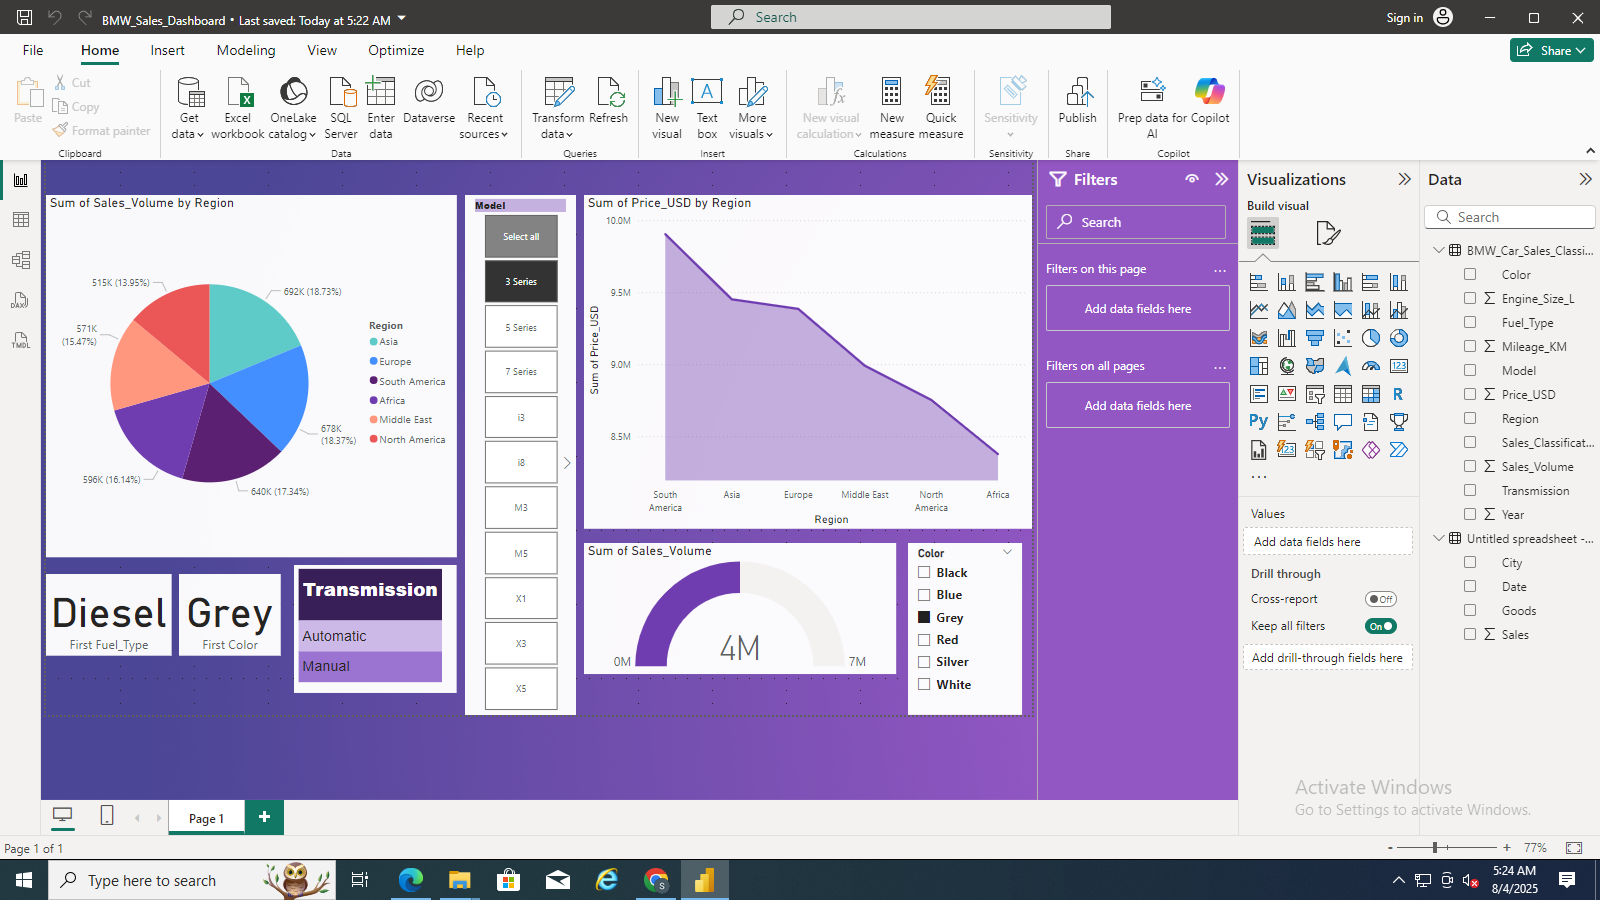 BMW_Sales_Dashboard • Last saved: Today at 5:22 AM
Search
Sign in
File
Home
Insert
Modeling
View
Optimize
Help
Share
Paste
Cut
Copy
Format painter
Clipboard
Get data
Excel workbook
OneLake catalog
SQL Server
Enter data
Dataverse
Recent sources
Data
Transform data
Refresh
Queries
New visual
Text box
More visuals
Insert
New visual calculation
New measure
Quick measure
Calculations
Sensitivity
Sensitivity
Publish
Share
Prep data for AI
Copilot
Copilot
DAX
TMDL
Sum of Sales_Volume by Region
515K (13.95%)
692K (18.73%)
571K
(15.47%)
678K
(18.37%)
596K (16.14%)
640K (17.34%)
Region
Asia
Europe
South America
Africa
Middle East
North America
Diesel
First Fuel_Type
Grey
First Color
Transmission
Automatic
Manual
Model
Select all
3 Series
5 Series
7 Series
i3
i8
M3
M5
X1
X3
X5
Sum of Price_USD by Region
10.0M
9.5M
9.0M
8.5M
Sum of Price_USD
South America
Asia
Europe
Middle East
North America
Africa
Region
Sum of Sales_Volume
4M
0M
7M
Color
Black
Blue
Grey
Red
Silver
White
Filters
Search
Filters on this page
...
Add data fields here
Filters on all pages
...
Add data fields here
Visualizations
Build visual
123
R
Py
123
...
Values
Add data fields here
Drill through
Cross-report
Off
Keep all filters
On
Add drill-through fields here
Data
Search
BMW_Car_Sales_Classi...
Color
Σ Engine_Size_L
Fuel_Type
Σ Mileage_KM
Model
Σ Price_USD
Region
Sales_Classificat...
Σ Sales_Volume
Transmission
Σ Year
Untitled spreadsheet -...
City
Date
Goods
Σ Sales
Activate Windows
Go to Settings to activate Windows.
Page 1
+
Page 1 of 1
- + 77%
Type here to search
S
5:24 AM
8/4/2025